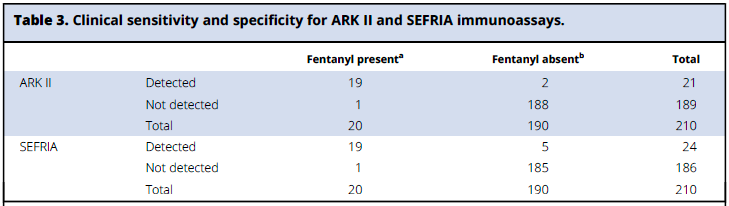 Table 3. Clinical sensitivity and specificity for ARK II and SEFRIA immunoassays.
Fentanyl presentᵃ Fentanyl absentᵇ Total
ARK II Detected 19 2 21
Not detected 1 188 189
Total 20 190 210
SEFRIA Detected 19 5 24
Not detected 1 185 186
Total 20 190 210